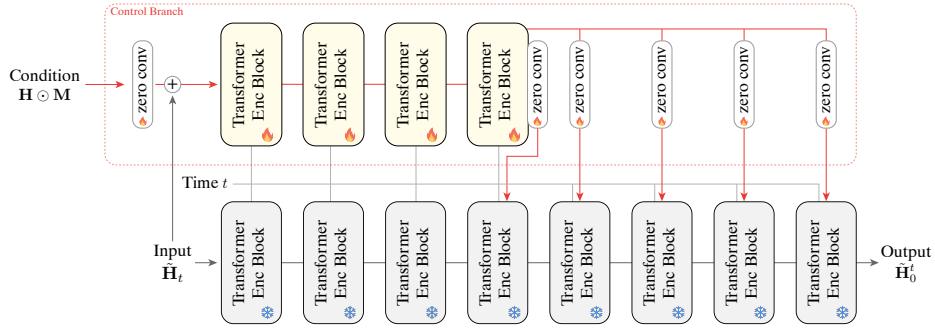 Control Branch
Condition
H ⊙ M
zero conv
+
Transformer
Enc Block
Transformer
Enc Block
Transformer
Enc Block
Transformer
Enc Block
zero conv
zero conv
zero conv
zero conv
zero conv
Time t
Input
H̃ₜ
Transformer
Enc Block
Transformer
Enc Block
Transformer
Enc Block
Transformer
Enc Block
Transformer
Enc Block
Transformer
Enc Block
Transformer
Enc Block
Transformer
Enc Block
Output
H̃₀ᵗ